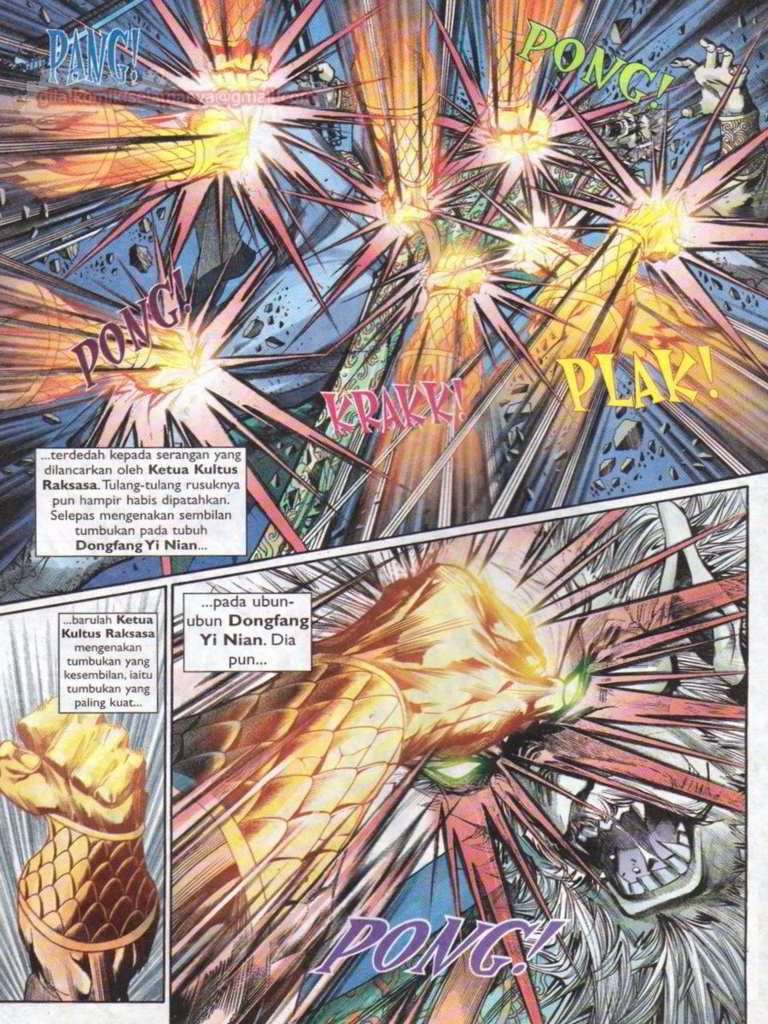 PANG!
PONG!
PONG!
KRAKK!
PLAK!
...terdedah kepada serangan yang
dilancarkan oleh Ketua Kultus
Raksasa. Tulang-tulang rusuknya
pun hampir habis dipatahkan.
Selepas mengenakan sembilan
tumbukan pada tubuh
Dongfang Yi Nian...
...barulah Ketua
Kultus Raksasa
mengenakan
tumbukan yang
kesembilan, iaitu
tumbukan yang
paling kuat...
...pada ubun-
ubun Dongfang
Yi Nian. Dia
pun...
PONG!